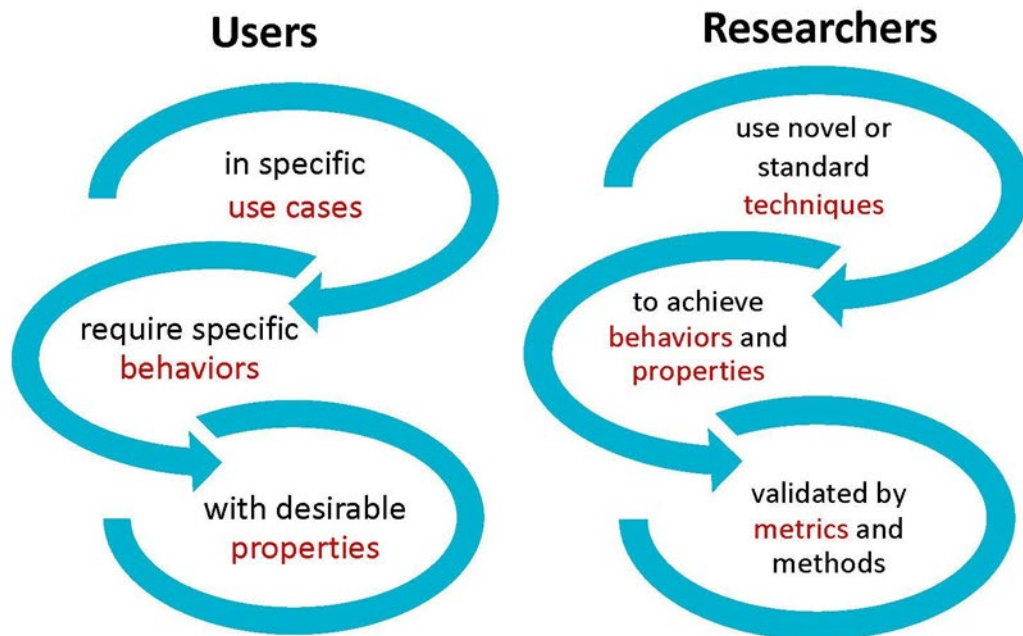 Users
in specific
use cases
require specific
behaviors
with desirable
properties
Researchers
use novel or
standard
techniques
to achieve
behaviors and
properties
validated by
metrics and
methods